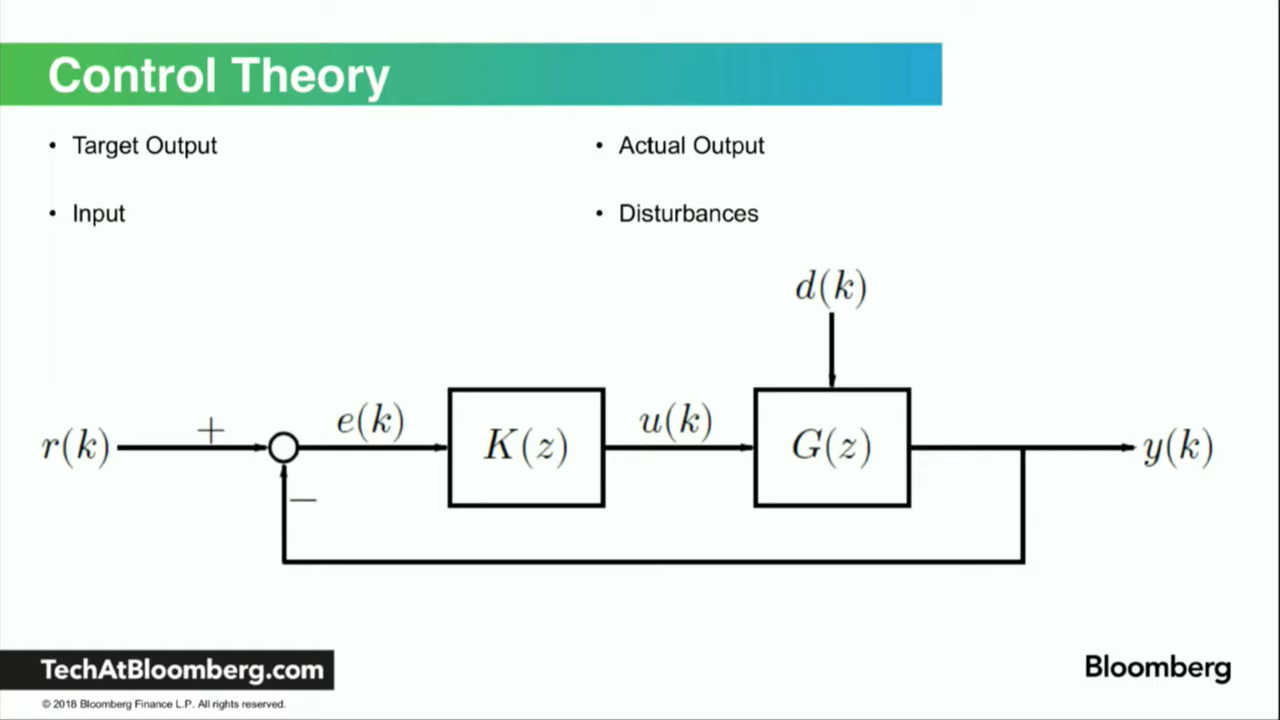 Control Theory
• Target Output
• Actual Output
• Input
• Disturbances
d(k)
r(k)
+
e(k)
K(z)
u(k)
G(z)
y(k)
−
TechAtBloomberg.com
Bloomberg
© 2018 Bloomberg Finance L.P. All rights reserved.